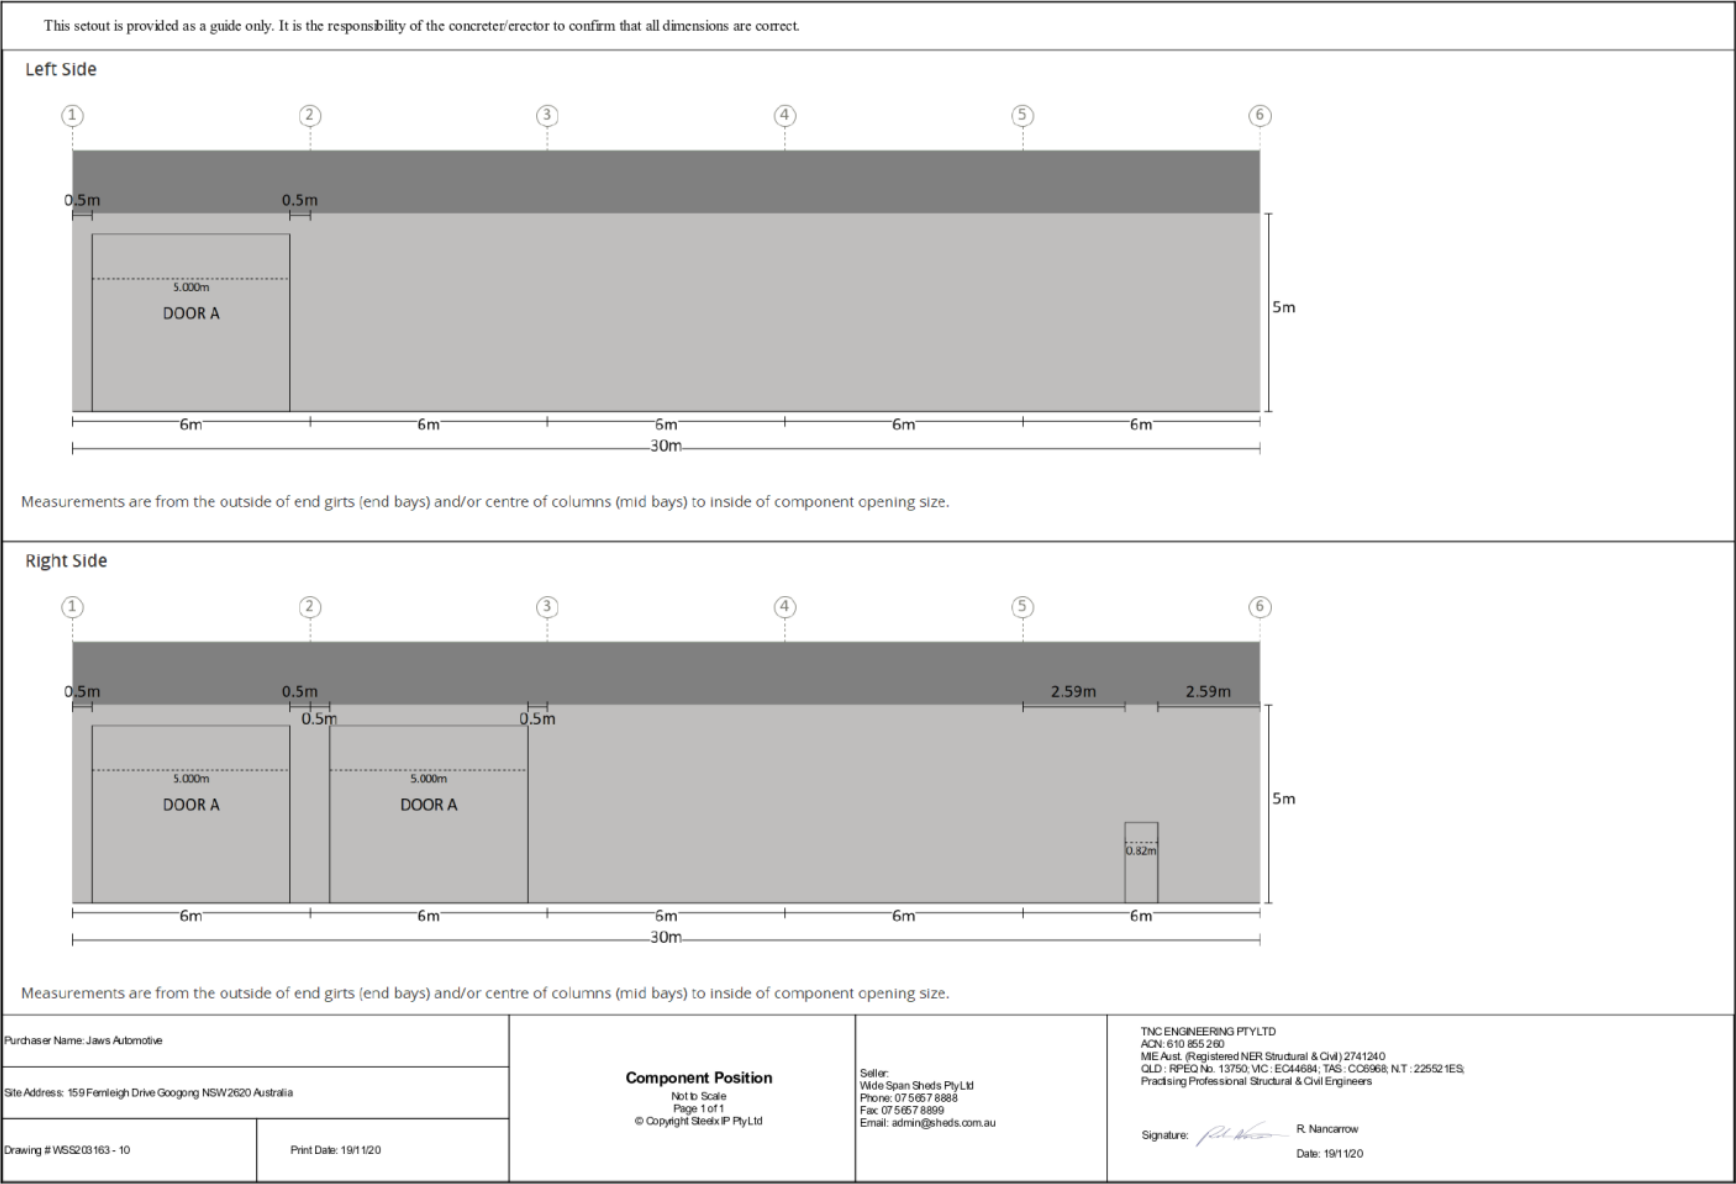 This setout is provided as a guide only. It is the responsibility of the concreter/erector to confirm that all dimensions are correct.
Left Side
1 2 3 4 5 6
0.5m 0.5m
5.000m
DOOR A
5m
6m 6m 6m 6m 6m
30m
Measurements are from the outside of end girts (end bays) and/or centre of columns (mid bays) to inside of component opening size.
Right Side
1 2 3 4 5 6
0.5m 0.5m 2.59m 2.59m
0.5m 0.5m
5.000m 5.000m
DOOR A DOOR A
5m
0.82m
6m 6m 6m 6m 6m
30m
Measurements are from the outside of end girts (end bays) and/or centre of columns (mid bays) to inside of component opening size.
Purchaser Name: Jaws Automotive
Site Address: 159 Fernleigh Drive Googong NSW 2620 Australia
Drawing # WSS203163 - 10
Print Date: 19/11/20
Component Position
Not to Scale
Page 1 of 1
© Copyright Steelx IP Pty Ltd
Seller:
Wide Span Sheds Pty Ltd
Phone: 07 5657 8888
Fax: 07 5657 8899
Email: admin@sheds.com.au
TNC ENGINEERING PTY LTD
ACN: 610 855 260
MIE Aust. (Registered NER Structural & Civil) 2741240
QLD : RPEQ No. 13750; VIC : EC44684; TAS : CC6968; N.T : 225521ES;
Practising Professional Structural & Civil Engineers
Signature:
R. Nancarrow
Date: 19/11/20